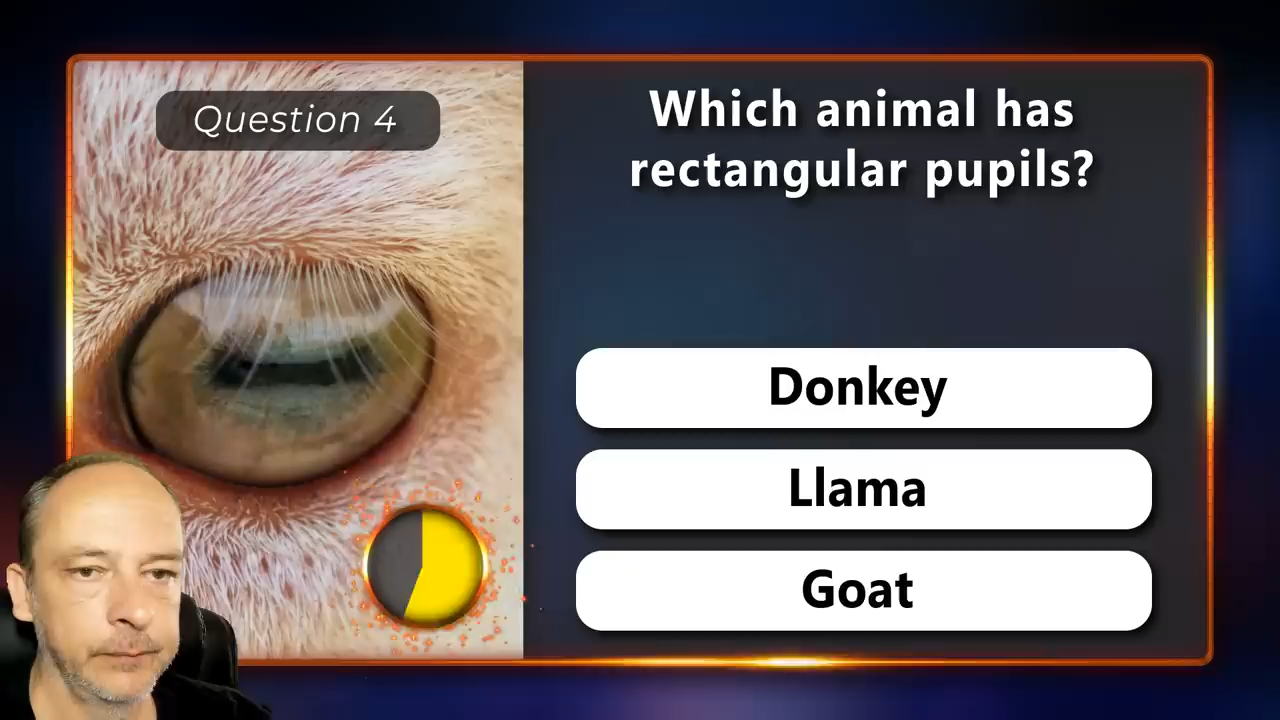 Question 4
Which animal has
rectangular pupils?
Donkey
Llama
Goat